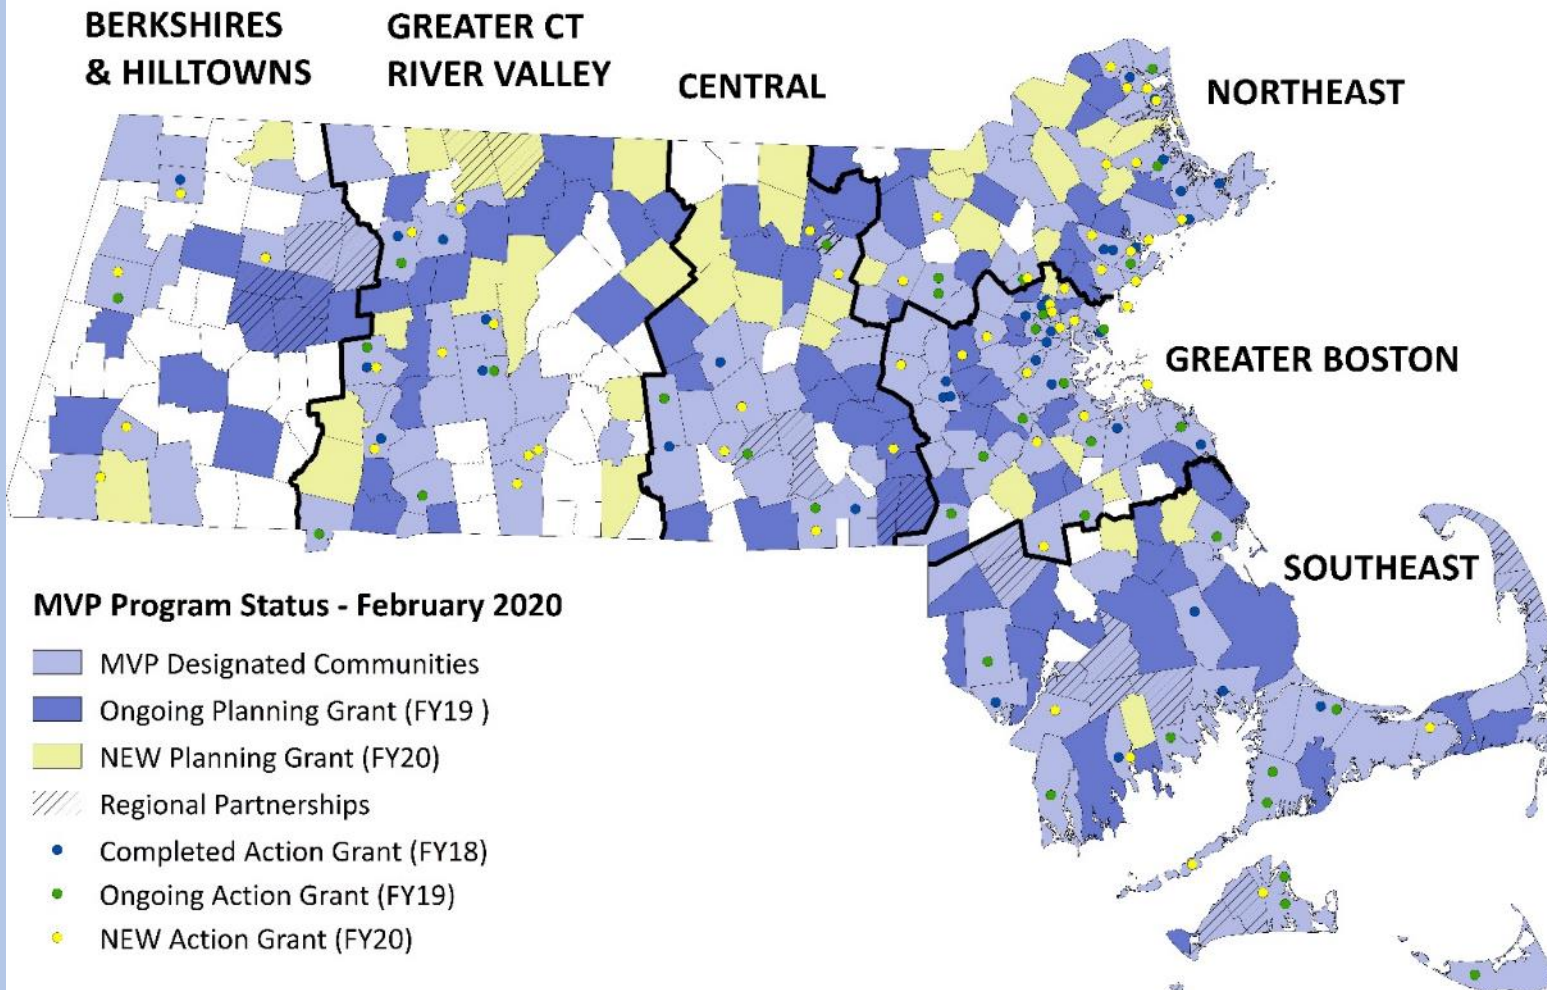 BERKSHIRES
& HILLTOWNS
GREATER CT
RIVER VALLEY
CENTRAL
NORTHEAST
GREATER BOSTON
SOUTHEAST
MVP Program Status - February 2020
MVP Designated Communities
Ongoing Planning Grant (FY19 )
NEW Planning Grant (FY20)
Regional Partnerships
Completed Action Grant (FY18)
Ongoing Action Grant (FY19)
NEW Action Grant (FY20)